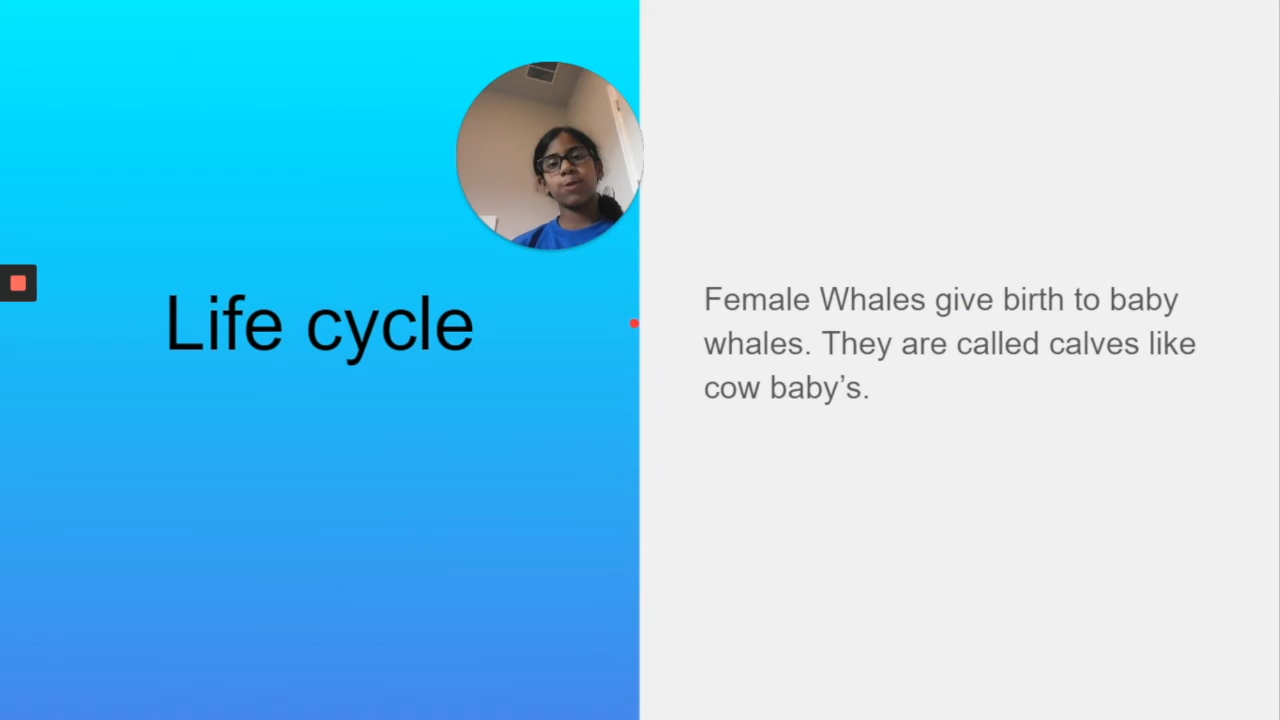 Life cycle
Female Whales give birth to baby
whales. They are called calves like
cow baby’s.